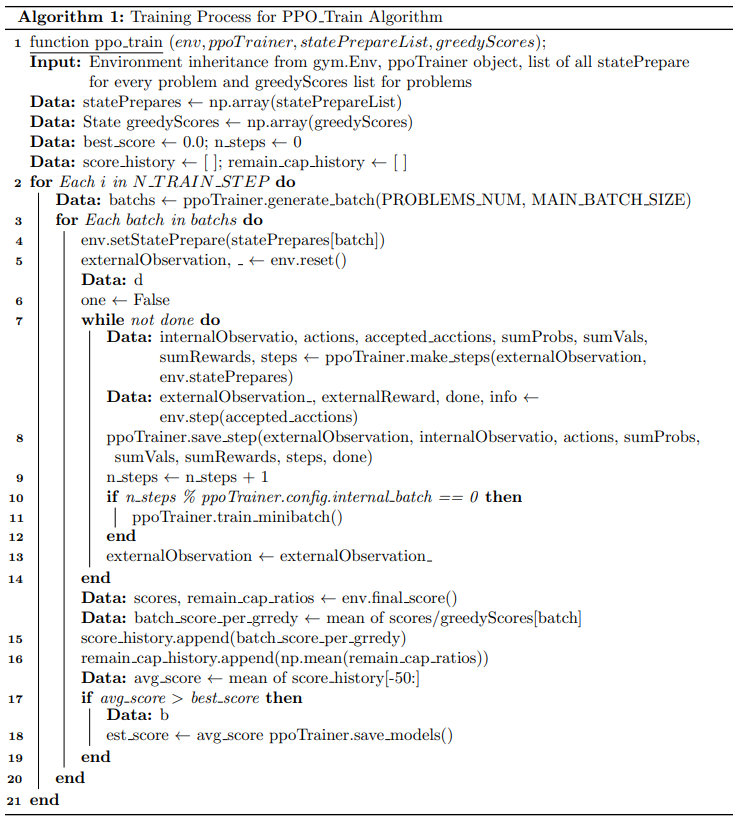 Algorithm 1: Training Process for PPO_Train Algorithm
1 function ppo_train (env, ppoTrainer, statePrepareList, greedyScores);
Input: Environment inheritance from gym.Env, ppoTrainer object, list of all statePrepare
for every problem and greedyScores list for problems
Data: statePrepares ← np.array(statePrepareList)
Data: State greedyScores ← np.array(greedyScores)
Data: best_score ← 0.0; n_steps ← 0
Data: score_history ← [ ]; remain_cap_history ← [ ]
2 for Each i in N_TRAIN_STEP do
Data: batchs ← ppoTrainer.generate_batch(PROBLEMS_NUM, MAIN_BATCH_SIZE)
3 for Each batch in batchs do
4 env.setStatePrepare(statePrepares[batch])
5 externalObservation, _ ← env.reset()
Data: d
6 one ← False
7 while not done do
Data: internalObservatio, actions, accepted_acctions, sumProbs, sumVals,
sumRewards, steps ← ppoTrainer.make_steps(externalObservation,
env.statePrepares)
Data: externalObservation_, externalReward, done, info ←
env.step(accepted_acctions)
8 ppoTrainer.save_step(externalObservation, internalObservatio, actions, sumProbs,
sumVals, sumRewards, steps, done)
9 n_steps ← n_steps + 1
10 if n_steps % ppoTrainer.config.internal_batch == 0 then
11 ppoTrainer.train_minibatch()
12 end
13 externalObservation ← externalObservation_
14 end
Data: scores, remain_cap_ratios ← env.final_score()
Data: batch_score_per_grredy ← mean of scores/greedyScores[batch]
15 score_history.append(batch_score_per_grredy)
16 remain_cap_history.append(np.mean(remain_cap_ratios))
Data: avg_score ← mean of score_history[-50:]
17 if avg_score > best_score then
Data: b
18 est_score ← avg_score ppoTrainer.save_models()
19 end
20 end
21 end